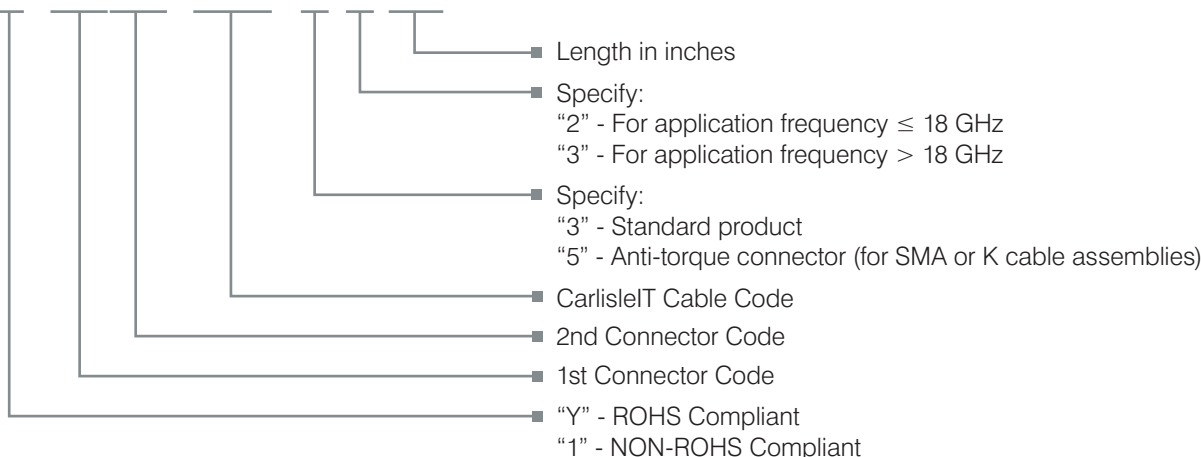 Length in inches
Specify:
“2” - For application frequency ≤ 18 GHz
“3” - For application frequency > 18 GHz
Specify:
“3” - Standard product
“5” - Anti-torque connector (for SMA or K cable assemblies)
CarlisleIT Cable Code
2nd Connector Code
1st Connector Code
“Y” - ROHS Compliant
“1” - NON-ROHS Compliant